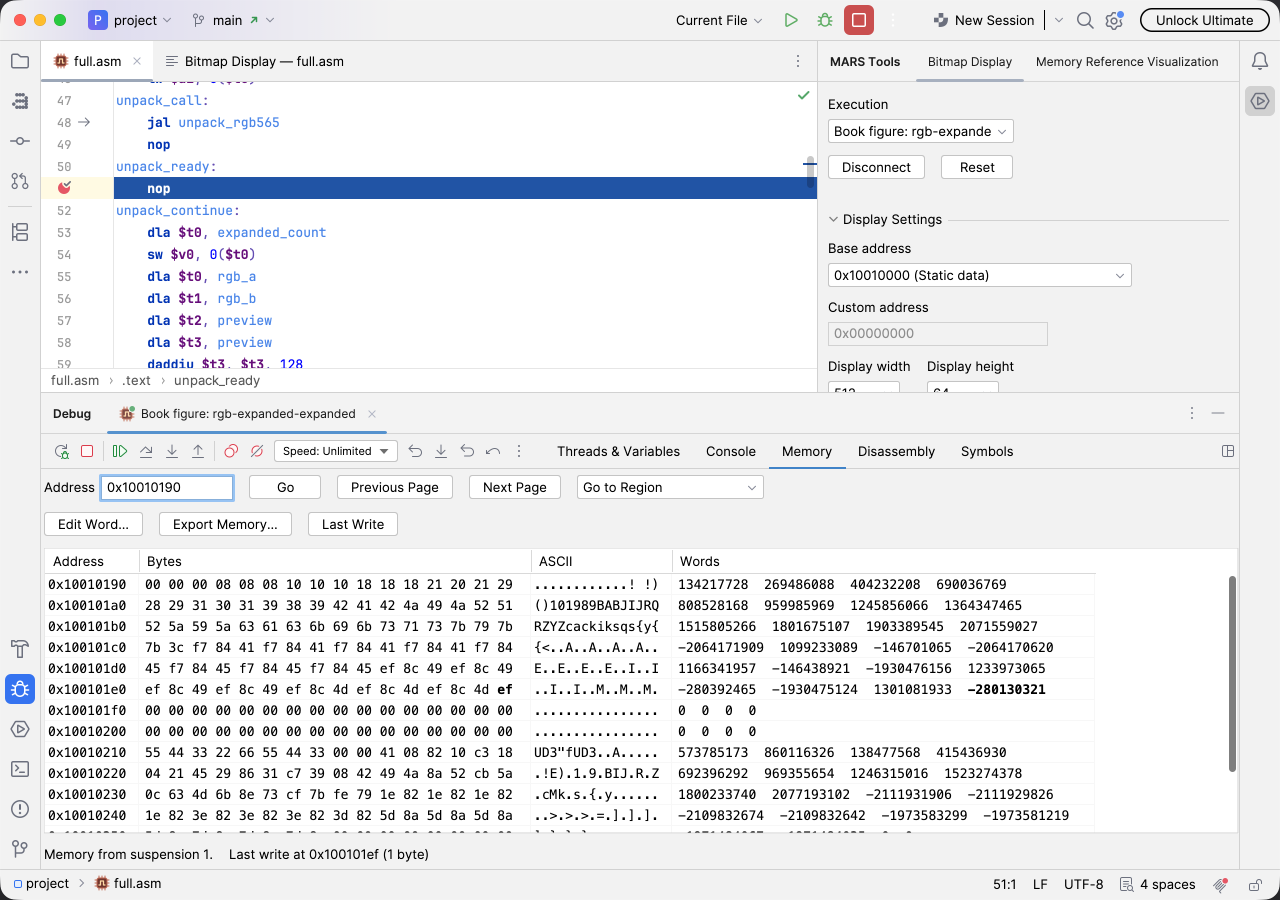 P project main Current File New Session Unlock Ultimate
full.asm Bitmap Display — full.asm
MARS Tools Bitmap Display Memory Reference Visualization
47 unpack_call:
48 jal unpack_rgb565
49 nop
50 unpack_ready:
nop
52 unpack_continue:
53 dla $t0, expanded_count
54 sw $v0, 0($t0)
55 dla $t0, rgb_a
56 dla $t1, rgb_b
57 dla $t2, preview
58 dla $t3, preview
59 daddiu $t3, $t3, 128
full.asm › .text › unpack_ready
Execution
Book figure: rgb-expande
Disconnect Reset
Display Settings
Base address
0x10010000 (Static data)
Custom address
0x00000000
Display width Display height
512 64
Debug Book figure: rgb-expanded-expanded
Speed: Unlimited Threads & Variables Console Memory Disassembly Symbols
Address 0x10010190 Go Previous Page Next Page Go to Region
Edit Word... Export Memory... Last Write
Address Bytes ASCII Words
0x10010190 00 00 00 08 08 08 10 10 10 18 18 18 21 20 21 29 ............! !) 134217728 269486088 404232208 690036769
0x100101a0 28 29 31 30 31 39 38 39 42 41 42 4a 49 4a 52 51 ()101989BABJIJRQ 808528168 959985969 1245856066 1364347465
0x100101b0 52 5a 59 5a 63 61 63 6b 69 6b 73 71 73 7b 79 7b RZYZcackiksqs{y{ 1515805266 1801675107 1903389545 2071559027
0x100101c0 7b 3c f7 84 41 f7 84 41 f7 84 41 f7 84 41 f7 84 {<..A..A..A..A.. -2064171909 1099233089 -146701065 -2064170620
0x100101d0 45 f7 84 45 f7 84 45 f7 84 45 ef 8c 49 ef 8c 49 E..E..E..E..I..I 1166341957 -146438921 -1930476156 1233973065
0x100101e0 ef 8c 49 ef 8c 49 ef 8c 4d ef 8c 4d ef 8c 4d ef ..I..I..M..M..M. -280392465 -1930475124 1301081933 -280130321
0x100101f0 00 00 00 00 00 00 00 00 00 00 00 00 00 00 00 00 ................ 0 0 0 0
0x10010200 00 00 00 00 00 00 00 00 00 00 00 00 00 00 00 00 ................ 0 0 0 0
0x10010210 55 44 33 22 66 55 44 33 00 00 41 08 82 10 c3 18 UD3"fUD3..A..... 573785173 860116326 138477568 415436930
0x10010220 04 21 45 29 86 31 c7 39 08 42 49 4a 8a 52 cb 5a .!E).1.9.BIJ.R.Z 692396292 969355654 1246315016 1523274378
0x10010230 0c 63 4d 6b 8e 73 cf 7b fe 79 1e 82 1e 82 1e 82 .cMk.s.{.y...... 1800233740 2077193102 -2111931906 -2111929826
0x10010240 1e 82 3e 82 3e 82 3e 82 3d 82 5d 8a 5d 8a 5d 8a ..>.>.>.=.].].]. -2109832674 -2109832642 -1973583299 -1973581219
Memory from suspension 1. Last write at 0x100101ef (1 byte)
project › full.asm 51:1 LF UTF-8 4 spaces